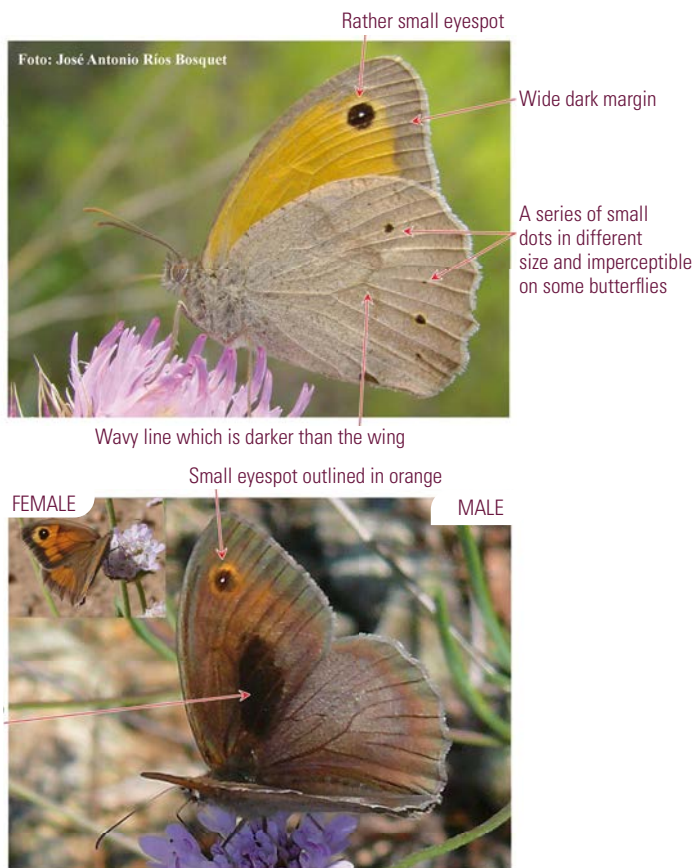 Rather small eyespot
Foto: José Antonio Ríos Bosquet
Wide dark margin
A series of small
dots in different
size and imperceptible
on some butterflies
Wavy line which is darker than the wing
Small eyespot outlined in orange
FEMALE
MALE